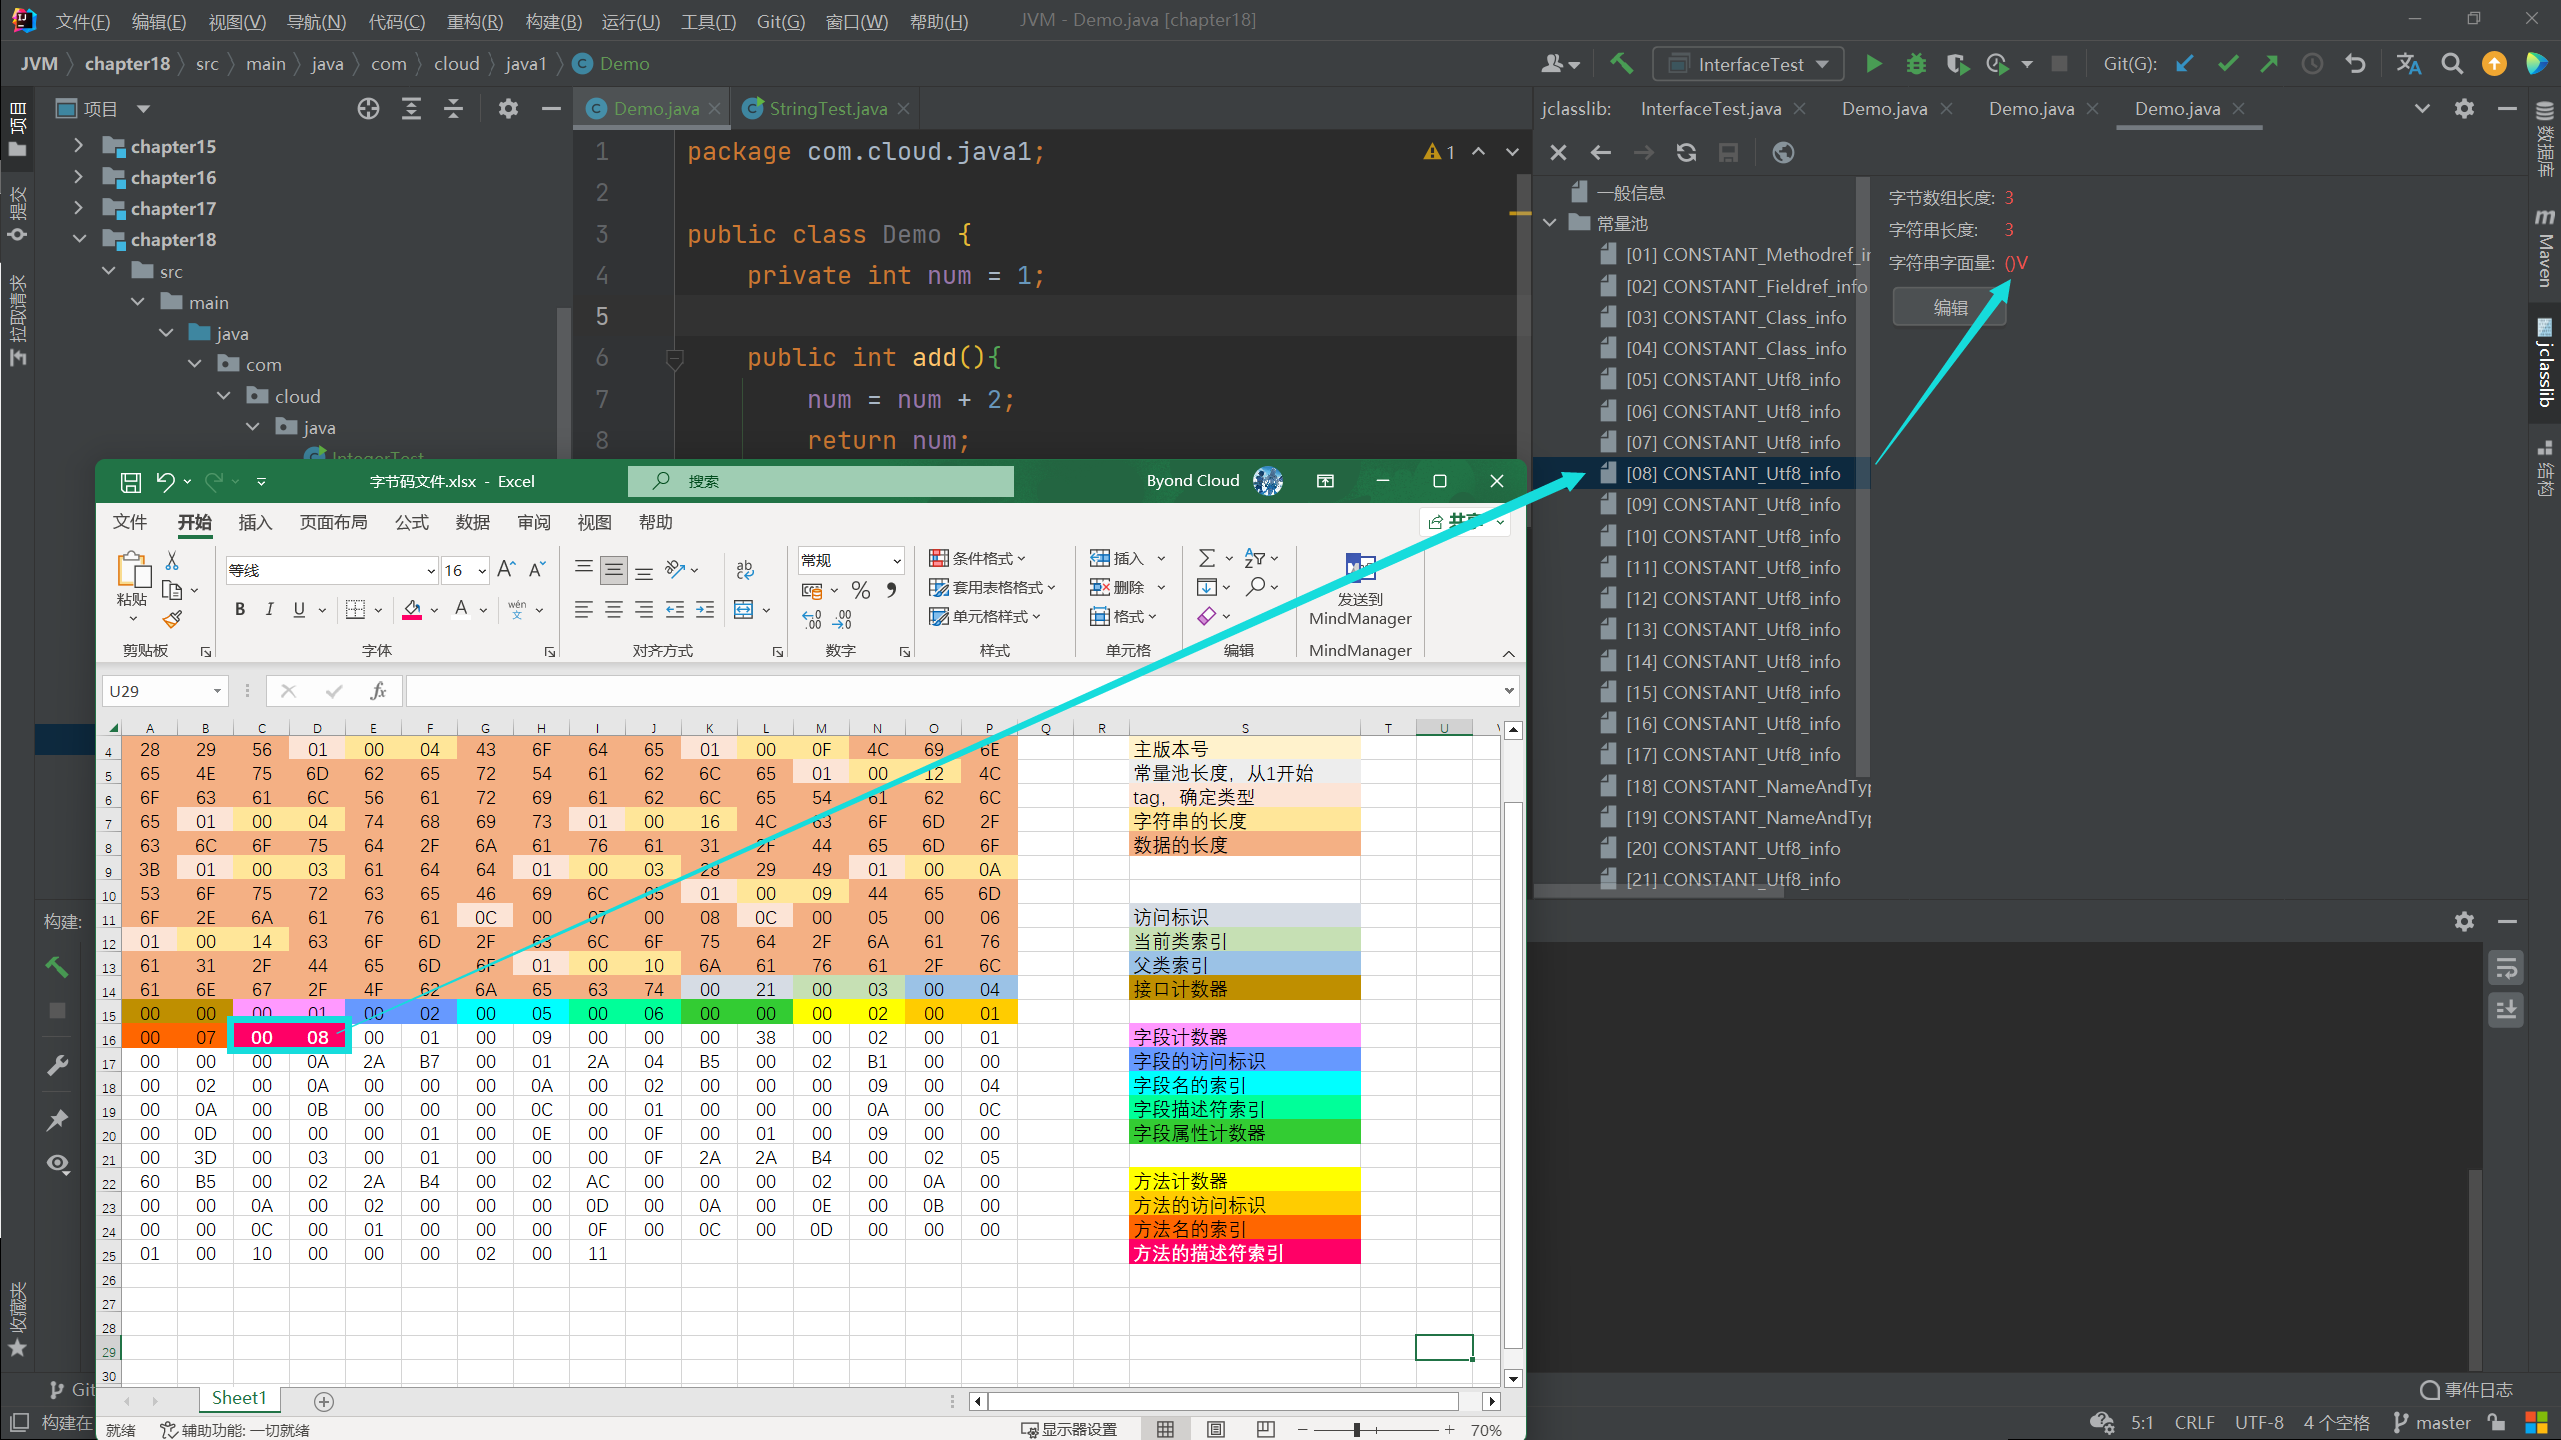 文件(F) 编辑(E) 视图(V) 导航(N) 代码(C) 重构(R) 构建(B) 运行(U) 工具(T) Git(G) 窗口(W) 帮助(H) JVM - Demo.java [chapter18]
JVM chapter18 src main java com cloud java1 Demo InterfaceTest Git(G):
项目 Demo.java StringTest.java jclasslib: InterfaceTest.java Demo.java Demo.java Demo.java
项目
提交
拉取请求
收藏夹
chapter15
chapter16
chapter17
chapter18
src
main
java
com
cloud
java
IntegerTest
1 package com.cloud.java1;
2
3 public class Demo {
4 private int num = 1;
5
6 public int add(){
7 num = num + 2;
8 return num;
1
一般信息
常量池
[01] CONSTANT_Methodref_in
[02] CONSTANT_Fieldref_info
[03] CONSTANT_Class_info
[04] CONSTANT_Class_info
[05] CONSTANT_Utf8_info
[06] CONSTANT_Utf8_info
[07] CONSTANT_Utf8_info
[08] CONSTANT_Utf8_info
[09] CONSTANT_Utf8_info
[10] CONSTANT_Utf8_info
[11] CONSTANT_Utf8_info
[12] CONSTANT_Utf8_info
[13] CONSTANT_Utf8_info
[14] CONSTANT_Utf8_info
[15] CONSTANT_Utf8_info
[16] CONSTANT_Utf8_info
[17] CONSTANT_Utf8_info
[18] CONSTANT_NameAndTyp
[19] CONSTANT_NameAndTyp
[20] CONSTANT_Utf8_info
[21] CONSTANT_Utf8_info
字节数组长度: 3
字符串长度: 3
字符串字面量: ()V
编辑
数据库
Maven
jclasslib
结构
字节码文件.xlsx - Excel 搜索 Byond Cloud
文件 开始 插入 页面布局 公式 数据 审阅 视图 帮助 共享
粘贴 等线 16 常规 条件格式 插入
套用表格格式 删除 发送到
单元格样式 格式 MindManager
剪贴板 字体 对齐方式 数字 样式 单元格 编辑 MindManager
U29 fx
A B C D E F G H I J K L M N O P Q R S T U
4 28 29 56 01 00 04 43 6F 64 65 01 00 0F 4C 69 6E 主版本号
5 65 4E 75 6D 62 65 72 54 61 62 6C 65 01 00 12 4C 常量池长度，从1开始
6 6F 63 61 6C 56 61 72 69 61 62 6C 65 54 61 62 6C tag，确定类型
7 65 01 00 04 74 68 69 73 01 00 16 4C 63 6F 6D 2F 字符串的长度
8 63 6C 6F 75 64 2F 6A 61 76 61 31 2F 44 65 6D 6F 数据的长度
9 3B 01 00 03 61 64 64 01 00 03 28 29 49 01 00 0A
10 53 6F 75 72 63 65 46 69 6C 65 01 00 09 44 65 6D
11 6F 2E 6A 61 76 61 0C 00 07 00 08 0C 00 05 00 06 访问标识
12 01 00 14 63 6F 6D 2F 63 6C 6F 75 64 2F 6A 61 76 当前类索引
13 61 31 2F 44 65 6D 6F 01 00 10 6A 61 76 61 2F 6C 父类索引
14 61 6E 67 2F 4F 62 6A 65 63 74 00 21 00 03 00 04 接口计数器
15 00 00 00 01 00 02 00 05 00 06 00 00 00 02 00 01
16 00 07 00 08 00 01 00 09 00 00 00 38 00 02 00 01 字段计数器
17 00 00 00 0A 2A B7 00 01 2A 04 B5 00 02 B1 00 00 字段的访问标识
18 00 02 00 0A 00 00 00 0A 00 02 00 00 00 09 00 04 字段名的索引
19 00 0A 00 0B 00 00 00 0C 00 01 00 00 00 0A 00 0C 字段描述符索引
20 00 0D 00 00 00 01 00 0E 00 0F 00 01 00 09 00 00 字段属性计数器
21 00 3D 00 03 00 01 00 00 00 0F 2A 2A B4 00 02 05
22 60 B5 00 02 2A B4 00 02 AC 00 00 00 02 00 0A 00 方法计数器
23 00 00 0A 00 02 00 00 00 0D 00 0A 00 0E 00 0B 00 方法的访问标识
24 00 00 0C 00 01 00 00 00 0F 00 0C 00 0D 00 00 00 方法名的索引
25 01 00 10 00 00 00 02 00 11 方法的描述符索引
26
27
28
29
30
Sheet1
就绪 辅助功能: 一切就绪 显示器设置 70%
构建:
Git
构建在
事件日志
5:1 CRLF UTF-8 4 个空格 master